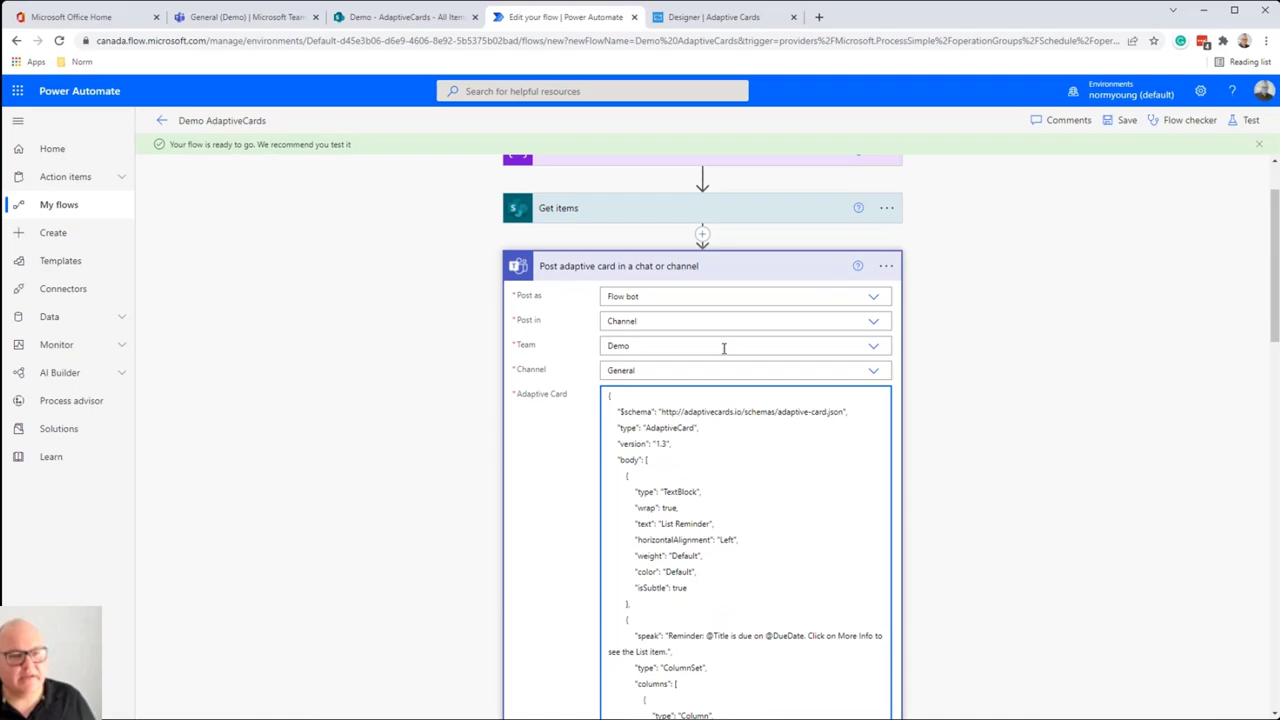 Microsoft Office Home
General (Demo) | Microsoft Team
Demo - AdaptiveCards - All Item
Edit your flow | Power Automate
Designer | Adaptive Cards
canada.flow.microsoft.com/manage/environments/Default-d45e3b06-d6e9-4606-8e92-5b5375b02bad/flows/new?newFlowName=Demo%20AdaptiveCards&trigger=providers%2FMicrosoft.ProcessSimple%2FoperationGroups%2FSchedule%2Foper...
Apps
Norm
Reading list
Power Automate
Search for helpful resources
Environments
normyoung (default)
Demo AdaptiveCards
Comments
Save
Flow checker
Test
Your flow is ready to go. We recommend you test it
Home
Action items
My flows
Create
Templates
Connectors
Data
Monitor
AI Builder
Process advisor
Solutions
Learn
Get items
Post adaptive card in a chat or channel
* Post as
Flow bot
* Post in
Channel
* Team
Demo
* Channel
General
* Adaptive Card
{
"$schema": "http://adaptivecards.io/schemas/adaptive-card.json",
"type": "AdaptiveCard",
"version": "1.3",
"body": [
{
"type": "TextBlock",
"wrap": true,
"text": "List Reminder",
"horizontalAlignment": "Left",
"weight": "Default",
"color": "Default",
"isSubtle": true
},
{
"speak": "Reminder: @Title is due on @DueDate. Click on More Info to
see the List item.",
"type": "ColumnSet",
"columns": [
{
"type": "Column",